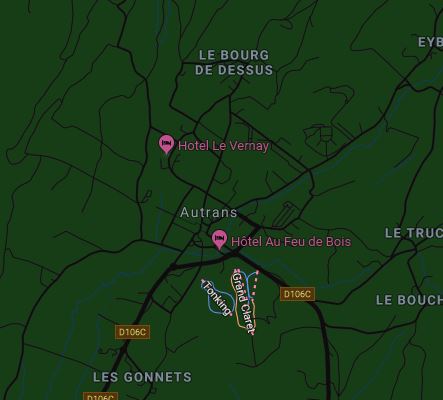 LE BOURG
DE DESSUS
EYB
Hotel Le Vernay
Autrans
Hôtel Au Feu de Bois
LE TRUC
Tonking
Grand Claret
D106C
LE BOUCH
D106C
LES GONNETS
D106C